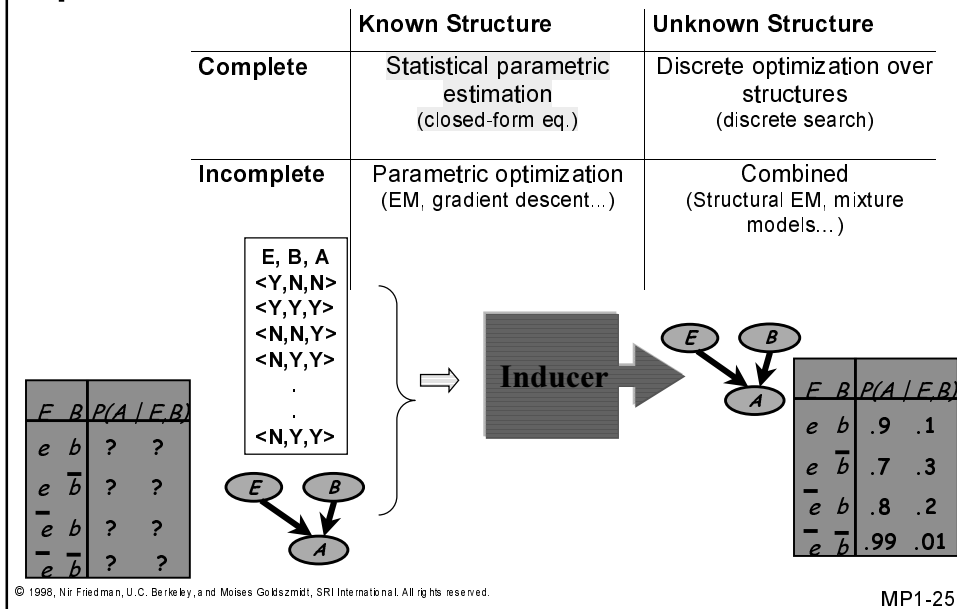 Known Structure Unknown Structure
Complete Statistical parametric Discrete optimization over
estimation structures
(closed-form eq.) (discrete search)
Incomplete Parametric optimization Combined
(EM, gradient descent...) (Structural EM, mixture
models...)
E, B, A
<Y,N,N>
<Y,Y,Y>
<N,N,Y>
<N,Y,Y>
.
.
<N,Y,Y>
E B P(A | E,B)
e b ? ?
e b̅ ? ?
e̅ b ? ?
e̅ b̅ ? ?
E B
A
Inducer
E B
A
E B P(A | E,B)
e b .9 .1
e b̅ .7 .3
e̅ b .8 .2
e̅ b̅ .99 .01
© 1998, Nir Friedman, U.C. Berkeley, and Moises Goldszmidt, SRI International. All rights reserved.
MP1-25